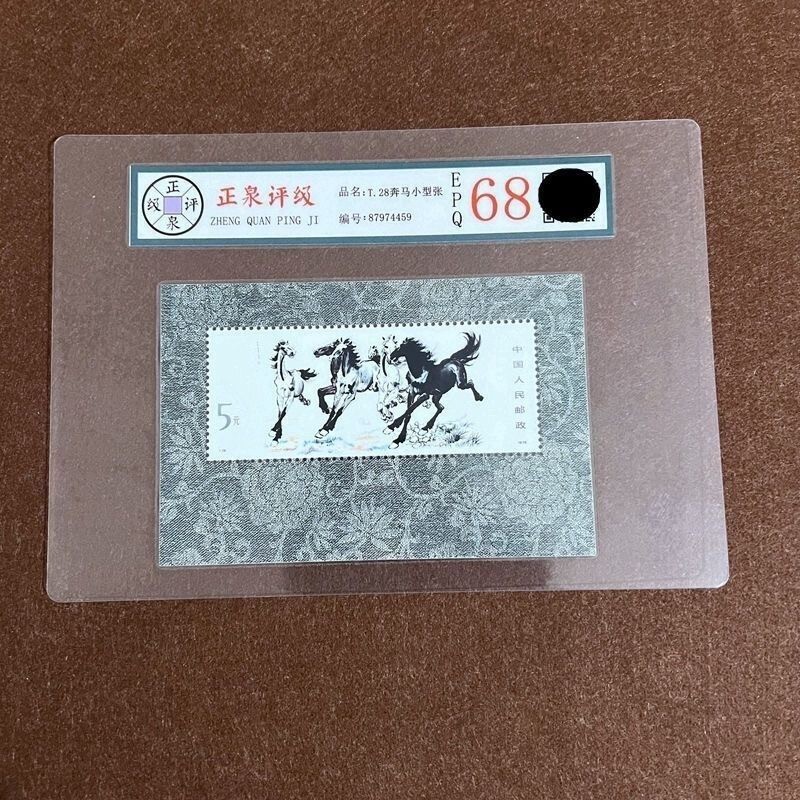 正
评
级
泉
正泉评级
ZHENG QUAN PING JI
品名:T.28奔马小型张
编号:87974459
EPQ
68
5元
中国人民邮政